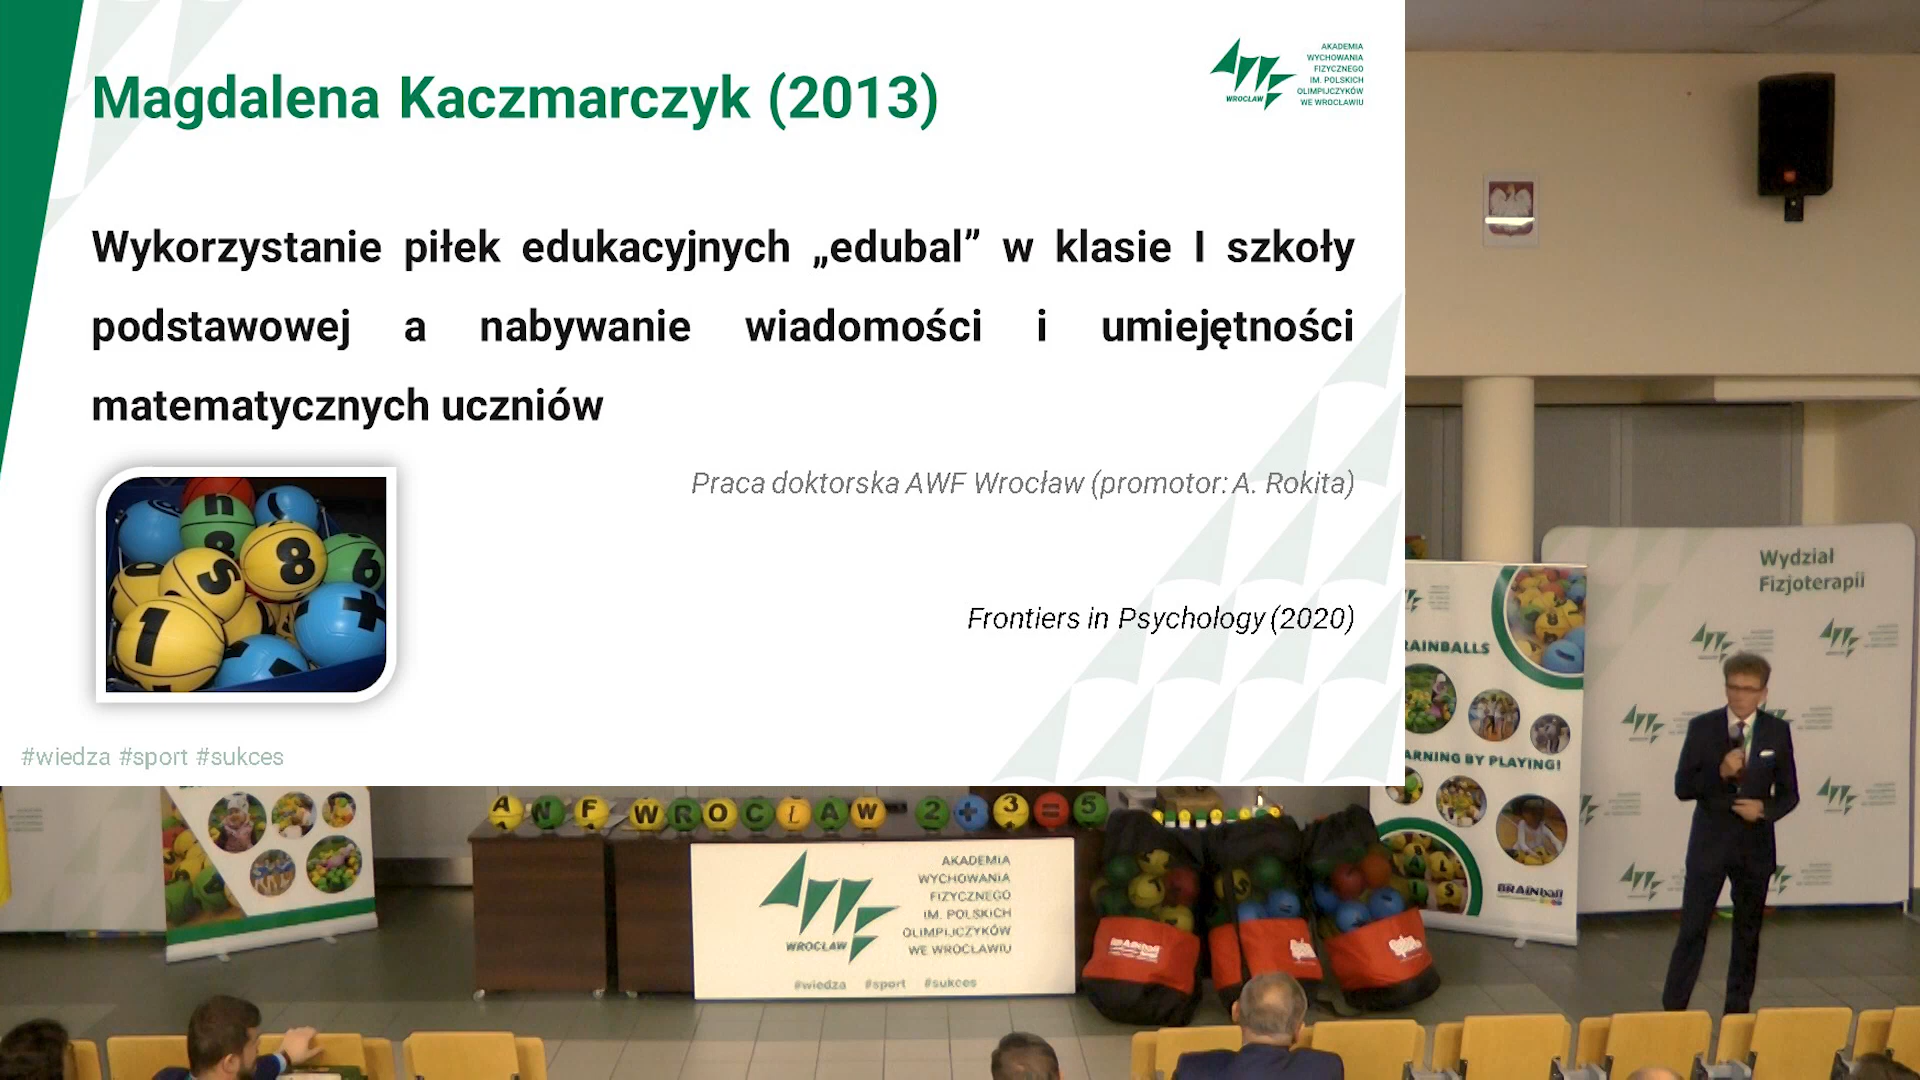 Magdalena Kaczmarczyk (2013)
AKADEMIA
WYCHOWANIA
FIZYCZNEGO
IM. POLSKICH
OLIMPIJCZYKÓW
WE WROCŁAWIU
WROCŁAW
Wykorzystanie piłek edukacyjnych „edubal” w klasie I szkoły
podstawowej a nabywanie wiadomości i umiejętności
matematycznych uczniów
Praca doktorska AWF Wrocław (promotor: A. Rokita)
Frontiers in Psychology (2020)
#wiedza #sport #sukces
Wydział
Fizjoterapii
RAINBALLS
ARNING BY PLAYING!
BRAINball
AWF WROCŁAW 2+3=5
AKADEMIA
WYCHOWANIA
FIZYCZNEGO
IM. POLSKICH
OLIMPIJCZYKÓW
WE WROCŁAWIU
WROCŁAW
#wiedza #sport #sukces